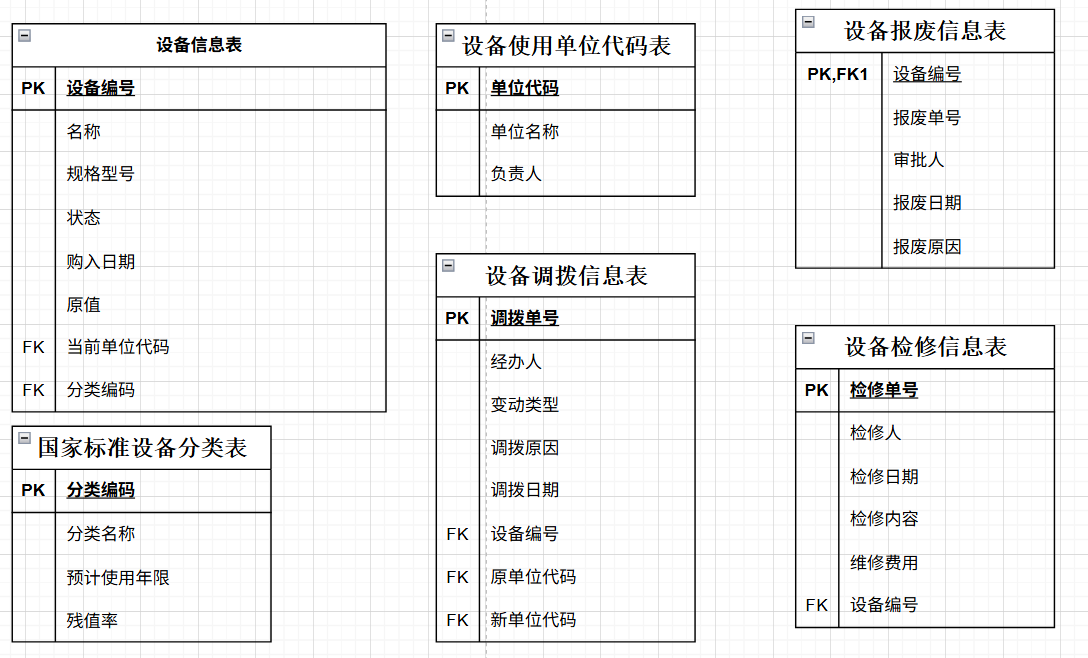 设备信息表
PK 设备编号
名称
规格型号
状态
购入日期
原值
FK 当前单位代码
FK 分类编码
国家标准设备分类表
PK 分类编码
分类名称
预计使用年限
残值率
设备使用单位代码表
PK 单位代码
单位名称
负责人
设备调拨信息表
PK 调拨单号
经办人
变动类型
调拨原因
调拨日期
FK 设备编号
FK 原单位代码
FK 新单位代码
设备报废信息表
PK,FK1 设备编号
报废单号
审批人
报废日期
报废原因
设备检修信息表
PK 检修单号
检修人
检修日期
检修内容
维修费用
FK 设备编号